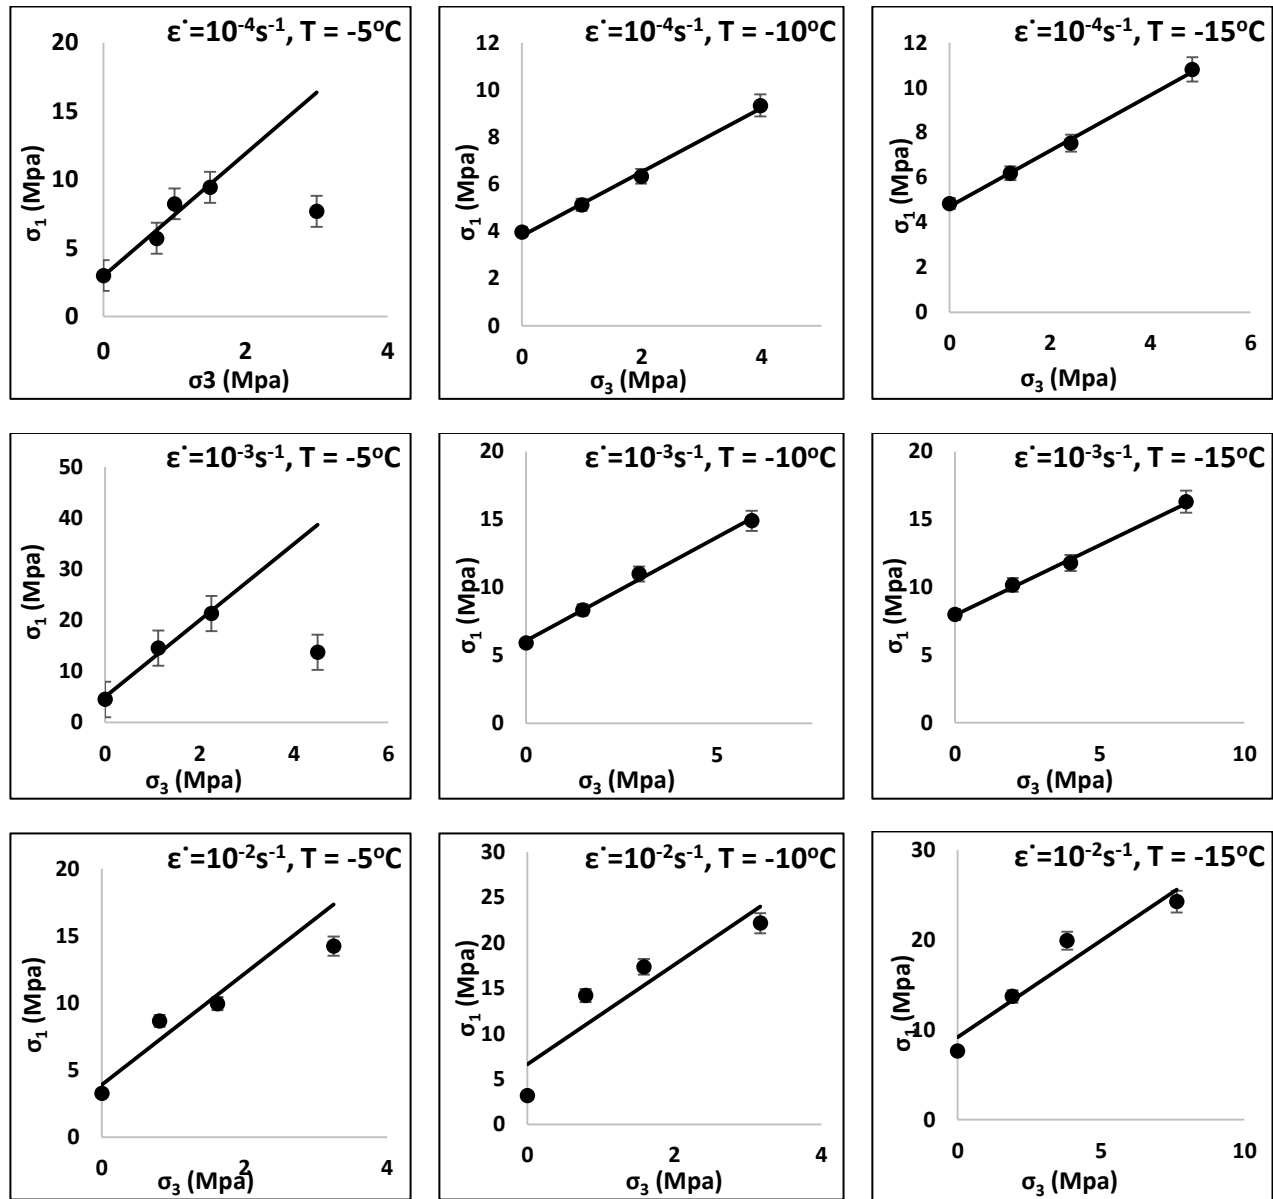 ε˙=10⁻⁴s⁻¹, T = -5ᵒC
20
15
10
5
0
σ₁ (Mpa)
0 2 4
σ3 (Mpa)
ε˙=10⁻⁴s⁻¹, T = -10ᵒC
12
10
8
6
4
2
0
σ₁ (Mpa)
0 2 4
σ₃ (Mpa)
ε˙=10⁻⁴s⁻¹, T = -15ᵒC
12
10
8
6
4
2
0
σ₁ (Mpa)
0 2 4 6
σ₃ (Mpa)
ε˙=10⁻³s⁻¹, T = -5ᵒC
50
40
30
20
10
0
σ₁ (Mpa)
0 2 4 6
σ₃ (Mpa)
ε˙=10⁻³s⁻¹, T = -10ᵒC
20
15
10
5
0
σ₁ (Mpa)
0 5
σ₃ (Mpa)
ε˙=10⁻³s⁻¹, T = -15ᵒC
20
15
10
5
0
σ₁ (Mpa)
0 5 10
σ₃ (Mpa)
ε˙=10⁻²s⁻¹, T = -5ᵒC
20
15
10
5
0
σ₁ (Mpa)
0 2 4
σ₃ (Mpa)
ε˙=10⁻²s⁻¹, T = -10ᵒC
30
25
20
15
10
5
0
σ₁ (Mpa)
0 2 4
σ₃ (Mpa)
ε˙=10⁻²s⁻¹, T = -15ᵒC
30
20
10
0
σ₁ (Mpa)
0 5 10
σ₃ (Mpa)